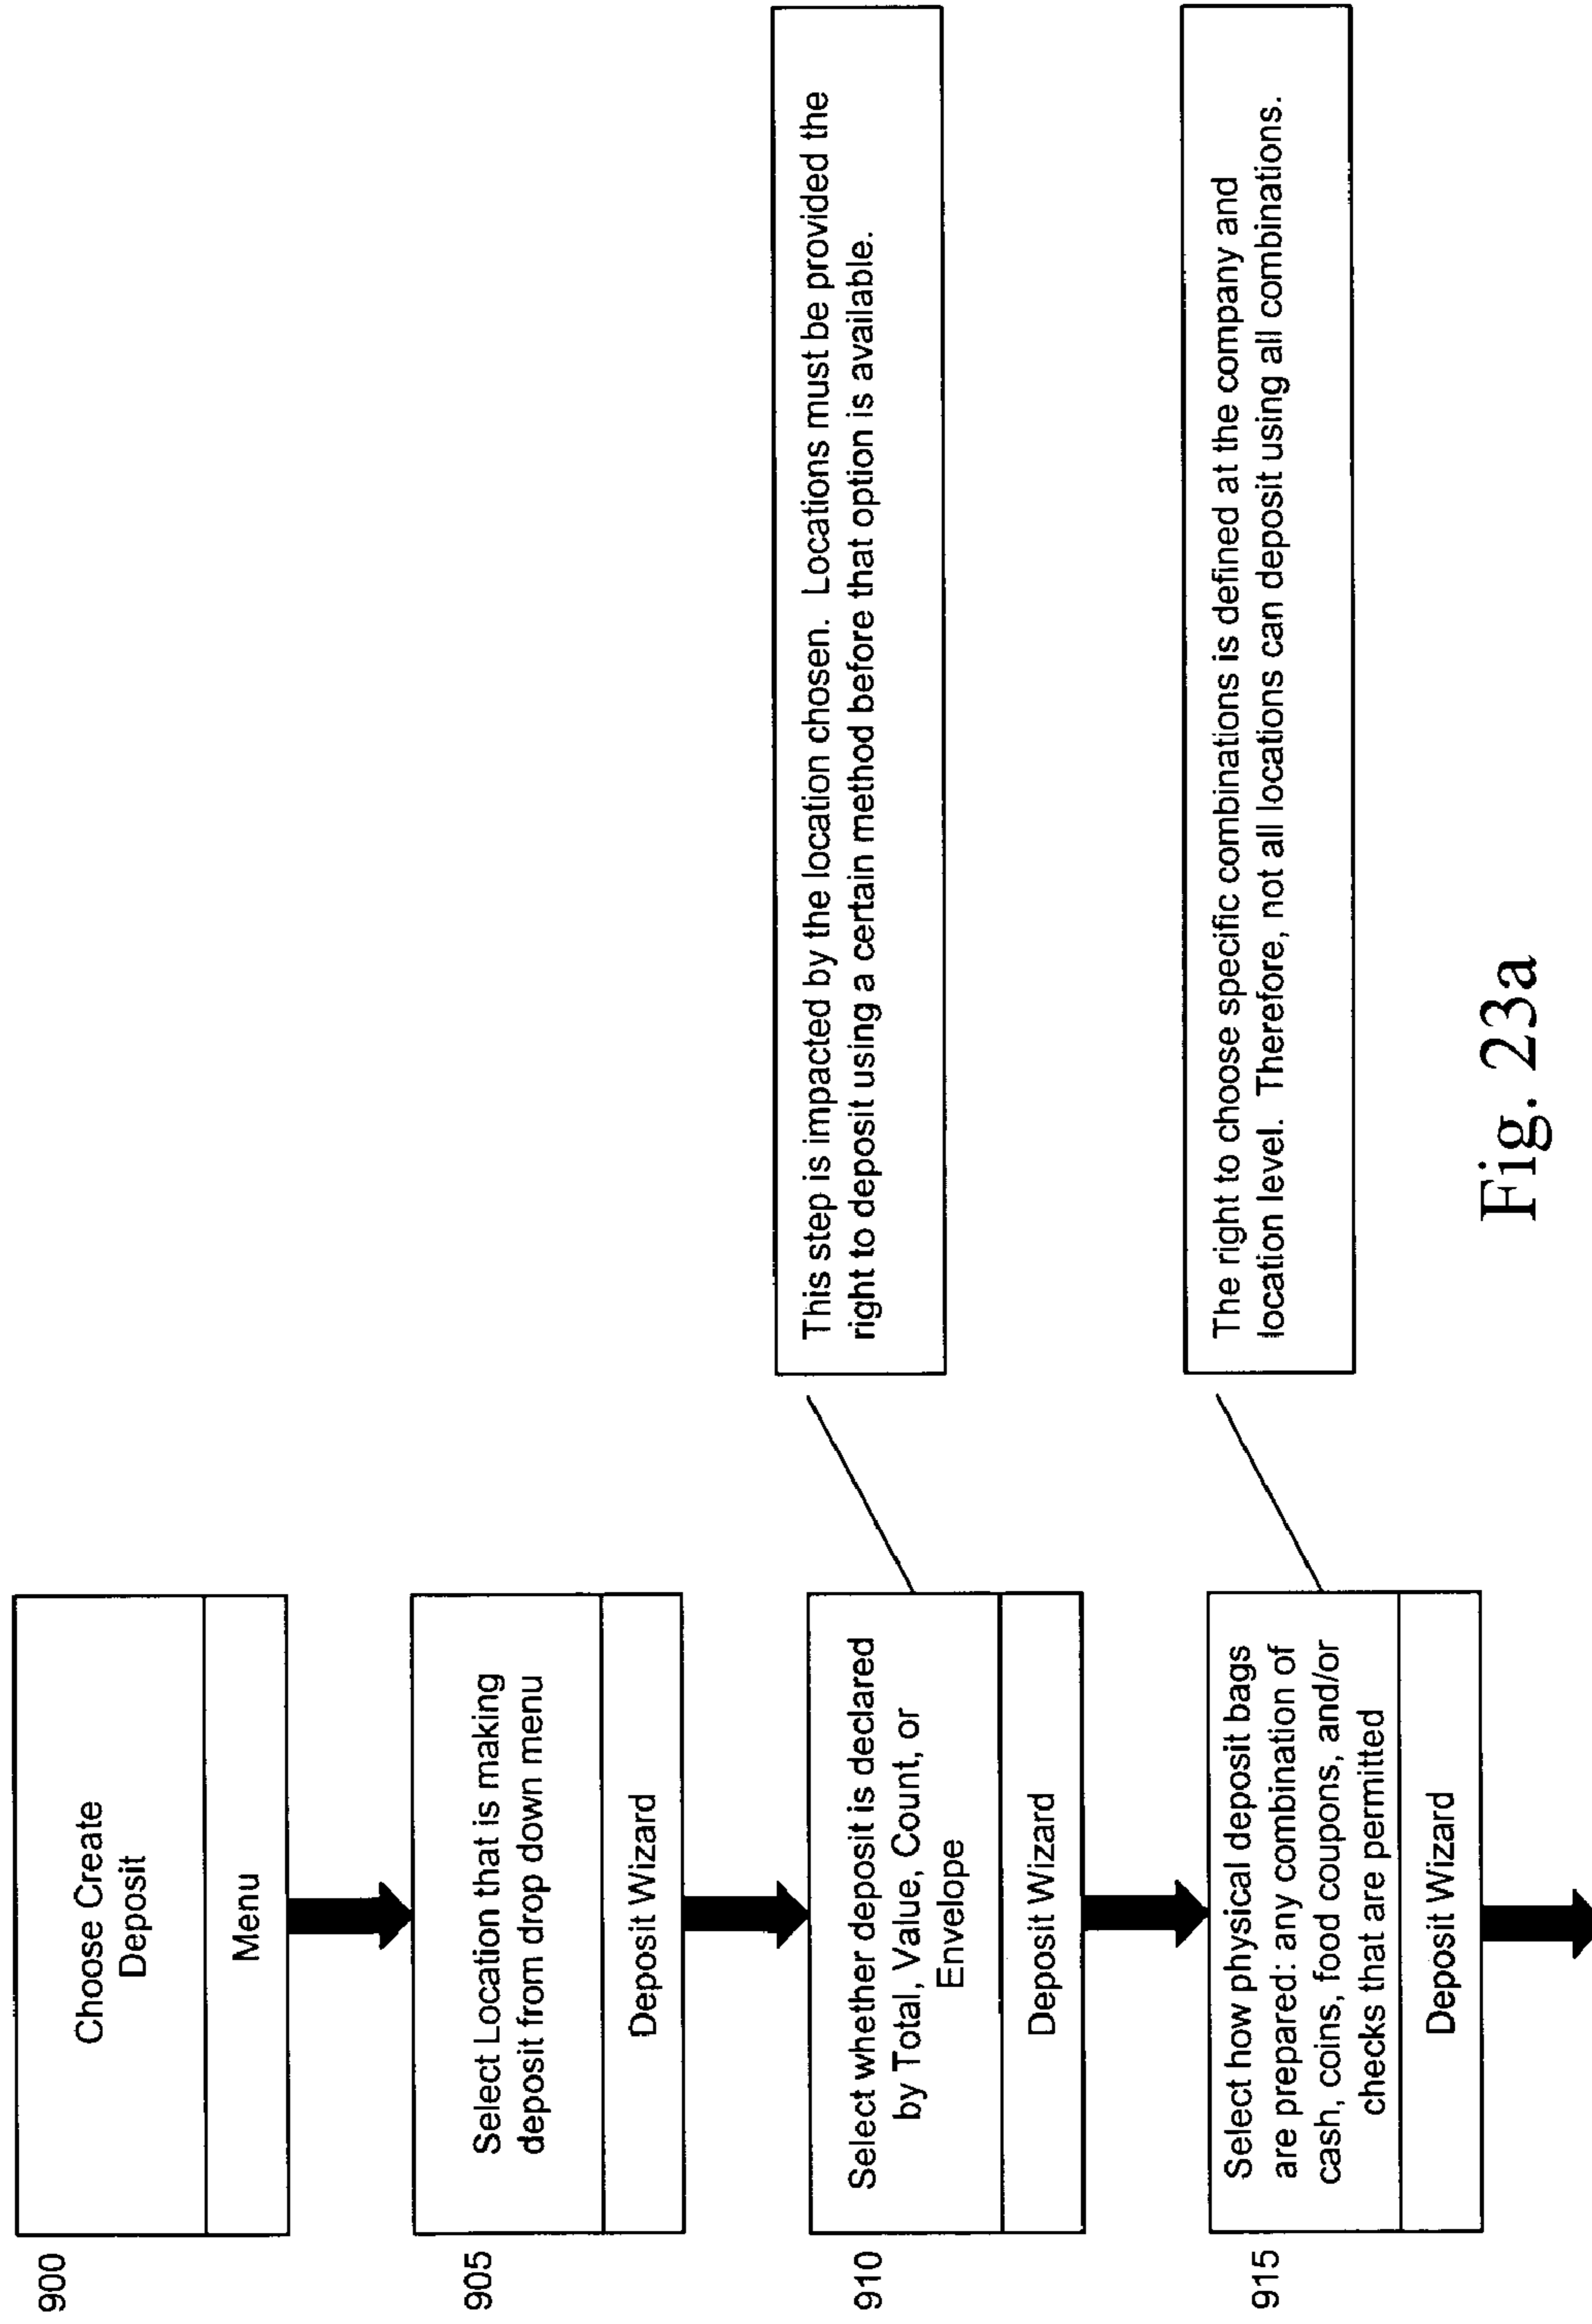 900
Choose Create
Deposit
Menu
905
Select Location that is making
deposit from drop down menu
Deposit Wizard
910
Select whether deposit is declared
by Total, Value, Count, or
Envelope
Deposit Wizard
This step is impacted by the location chosen. Locations must be provided the
right to deposit using a certain method before that option is available.
915
Select how physical deposit bags
are prepared: any combination of
cash, coins, food coupons, and/or
checks that are permitted
Deposit Wizard
The right to choose specific combinations is defined at the company and
location level. Therefore, not all locations can deposit using all combinations.
Fig. 23a